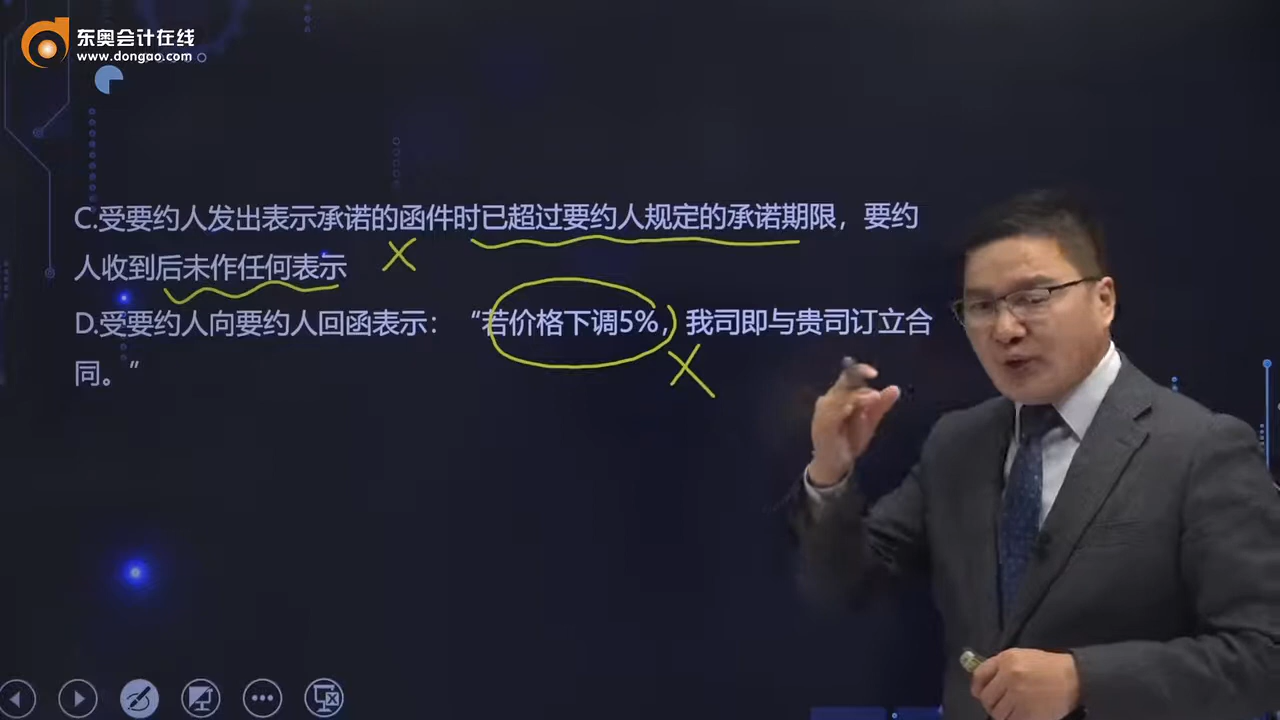 东奥会计在线
www.dongao.com
C.受要约人发出表示承诺的函件时已超过要约人规定的承诺期限，要约
人收到后未作任何表示
D.受要约人向要约人回函表示：“若价格下调5%，我司即与贵司订立合
同。”